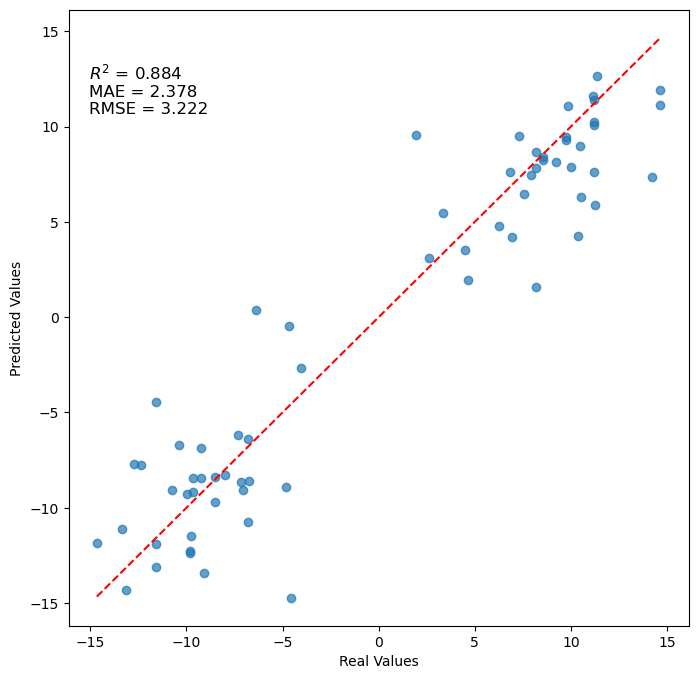 15
10
5
0
−5
−10
−15
R² = 0.884
MAE = 2.378
RMSE = 3.222
Predicted Values
−15 −10 −5 0 5 10 15
Real Values